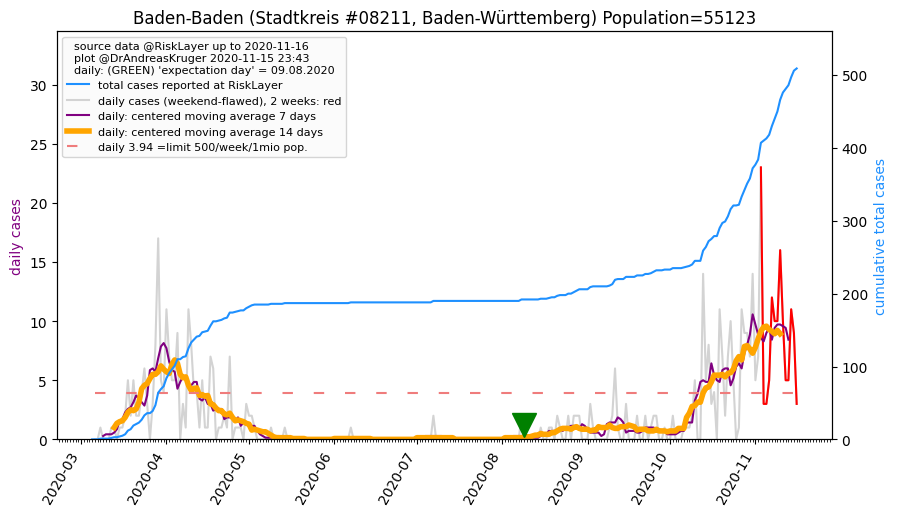 Baden-Baden (Stadtkreis #08211, Baden-Württemberg) Population=55123
source data @RiskLayer up to 2020-11-16
plot @DrAndreasKruger 2020-11-15 23:43
daily: (GREEN) 'expectation day' = 09.08.2020
total cases reported at RiskLayer
daily cases (weekend-flawed), 2 weeks: red
daily: centered moving average 7 days
daily: centered moving average 14 days
daily 3.94 =limit 500/week/1mio pop.
daily cases
30
25
20
15
10
5
0
cumulative total cases
500
400
300
200
100
0
2020-03
2020-04
2020-05
2020-06
2020-07
2020-08
2020-09
2020-10
2020-11